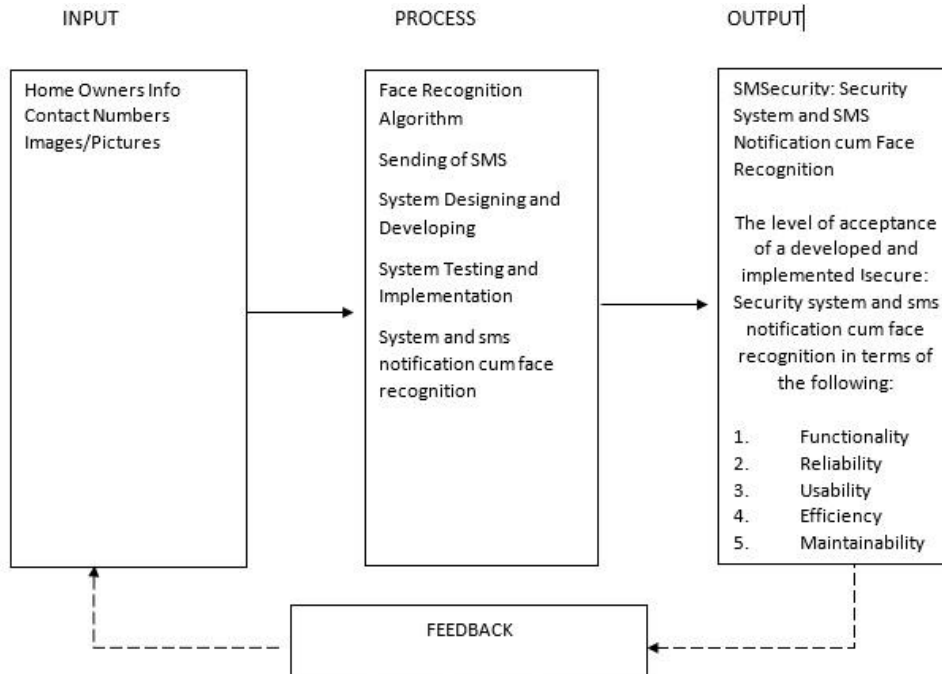 INPUT
PROCESS
OUTPUT
Home Owners Info
Contact Numbers
Images/Pictures
Face Recognition
Algorithm
Sending of SMS
System Designing and
Developing
System Testing and
Implementation
System and sms
notification cum face
recognition
SMSecurity: Security
System and SMS
Notification cum Face
Recognition
The level of acceptance
of a developed and
implemented Isecure:
Security system and sms
notification cum face
recognition in terms of
the following:
1. Functionality
2. Reliability
3. Usability
4. Efficiency
5. Maintainability
FEEDBACK